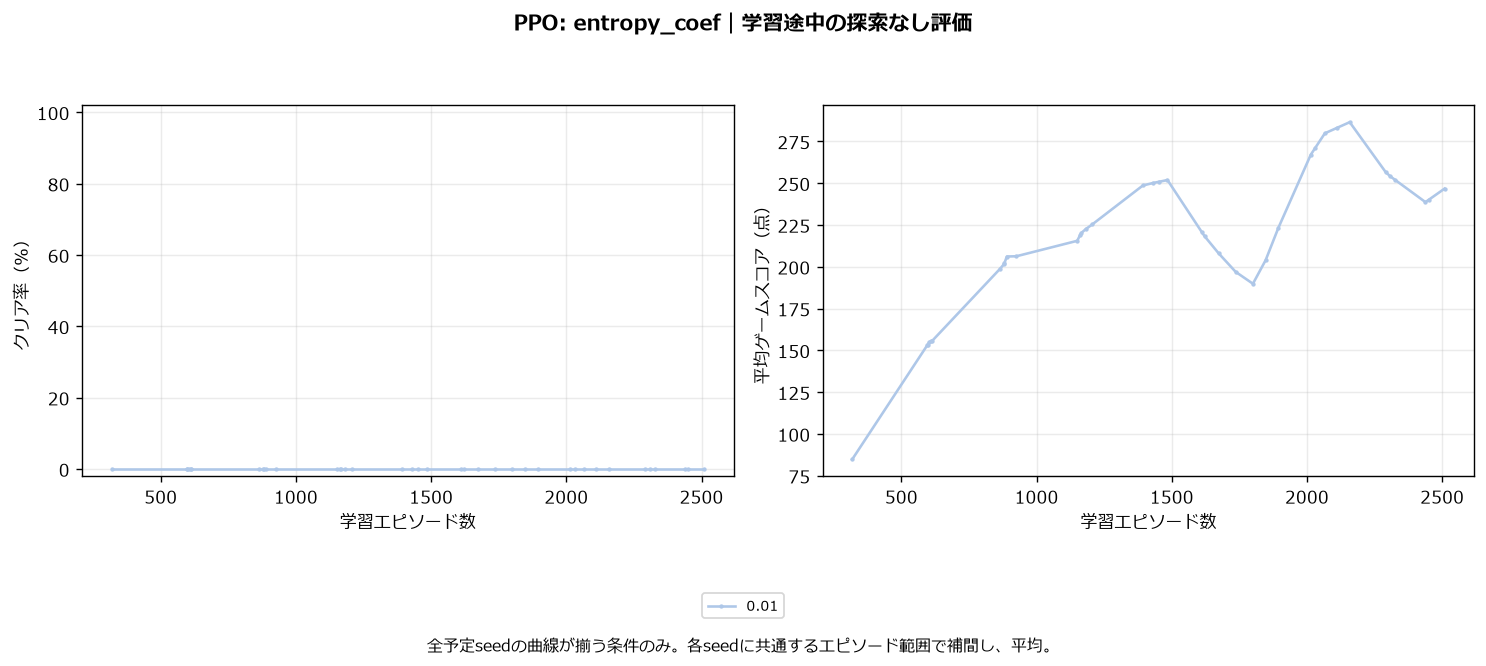 PPO: entropy_coef | 学習途中の探索なし評価
クリア率 (%)
100
80
60
40
20
0
500 1000 1500 2000 2500
学習エピソード数
平均ゲームスコア (点)
275
250
225
200
175
150
125
100
75
500 1000 1500 2000 2500
学習エピソード数
0.01
全予定seedの曲線が揃う条件のみ。各seedに共通するエピソード範囲で補間し、平均。